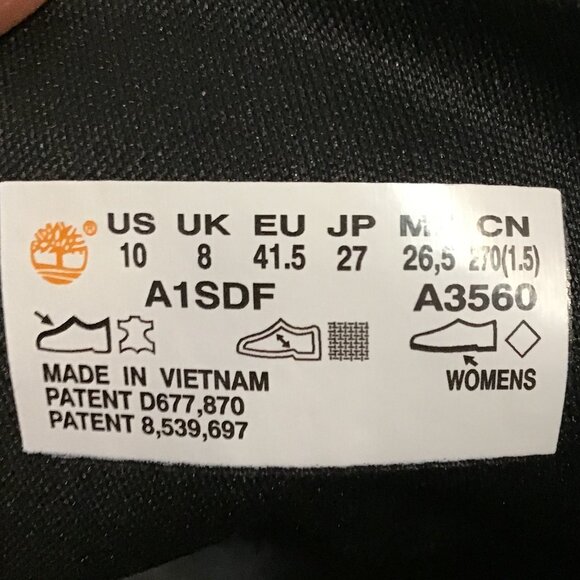 ® US UK EU JP CN
10 8 41.5 27 26,5 270(1.5)
A1SDF A3560
MADE IN VIETNAM WOMENS
PATENT D677,870
PATENT 8,539,697